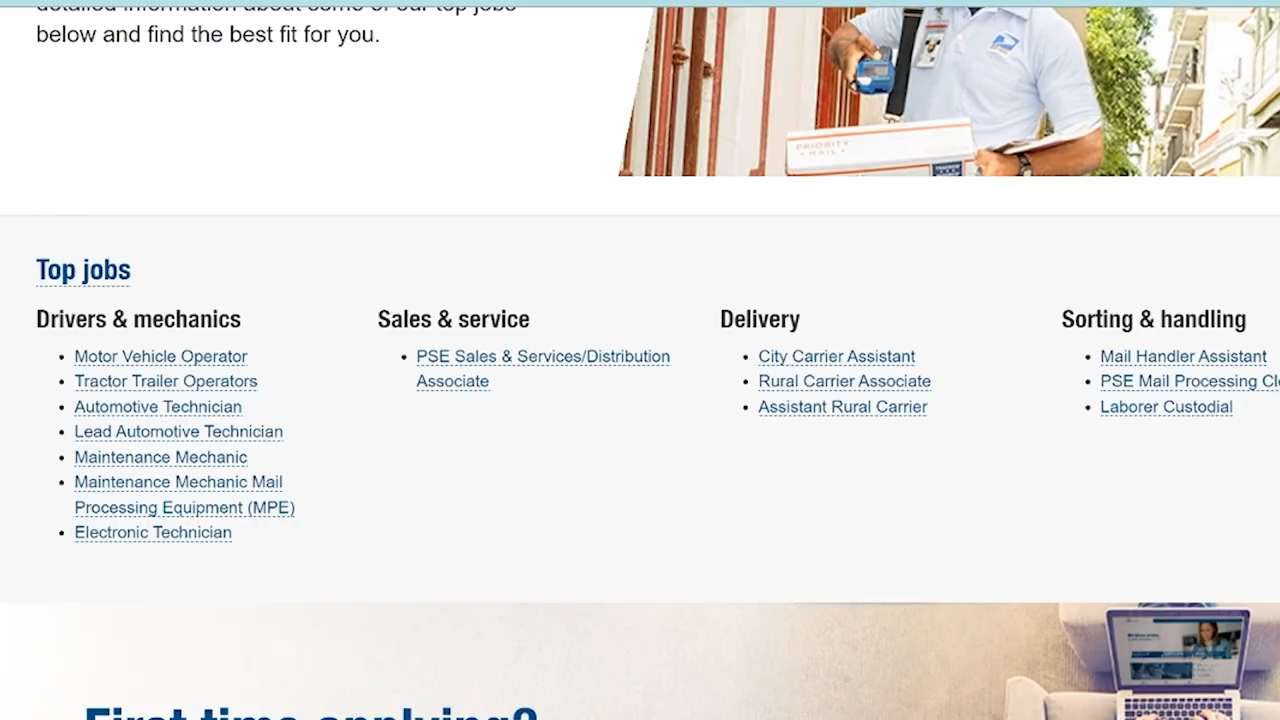 detailed information about some of our top jobs
below and find the best fit for you.
PRIORITY
MAIL
Top jobs
Drivers & mechanics
Motor Vehicle Operator
Tractor Trailer Operators
Automotive Technician
Lead Automotive Technician
Maintenance Mechanic
Maintenance Mechanic Mail
Processing Equipment (MPE)
Electronic Technician
Sales & service
PSE Sales & Services/Distribution
Associate
Delivery
City Carrier Assistant
Rural Carrier Associate
Assistant Rural Carrier
Sorting & handling
Mail Handler Assistant
PSE Mail Processing Cl
Laborer Custodial
First time applying?